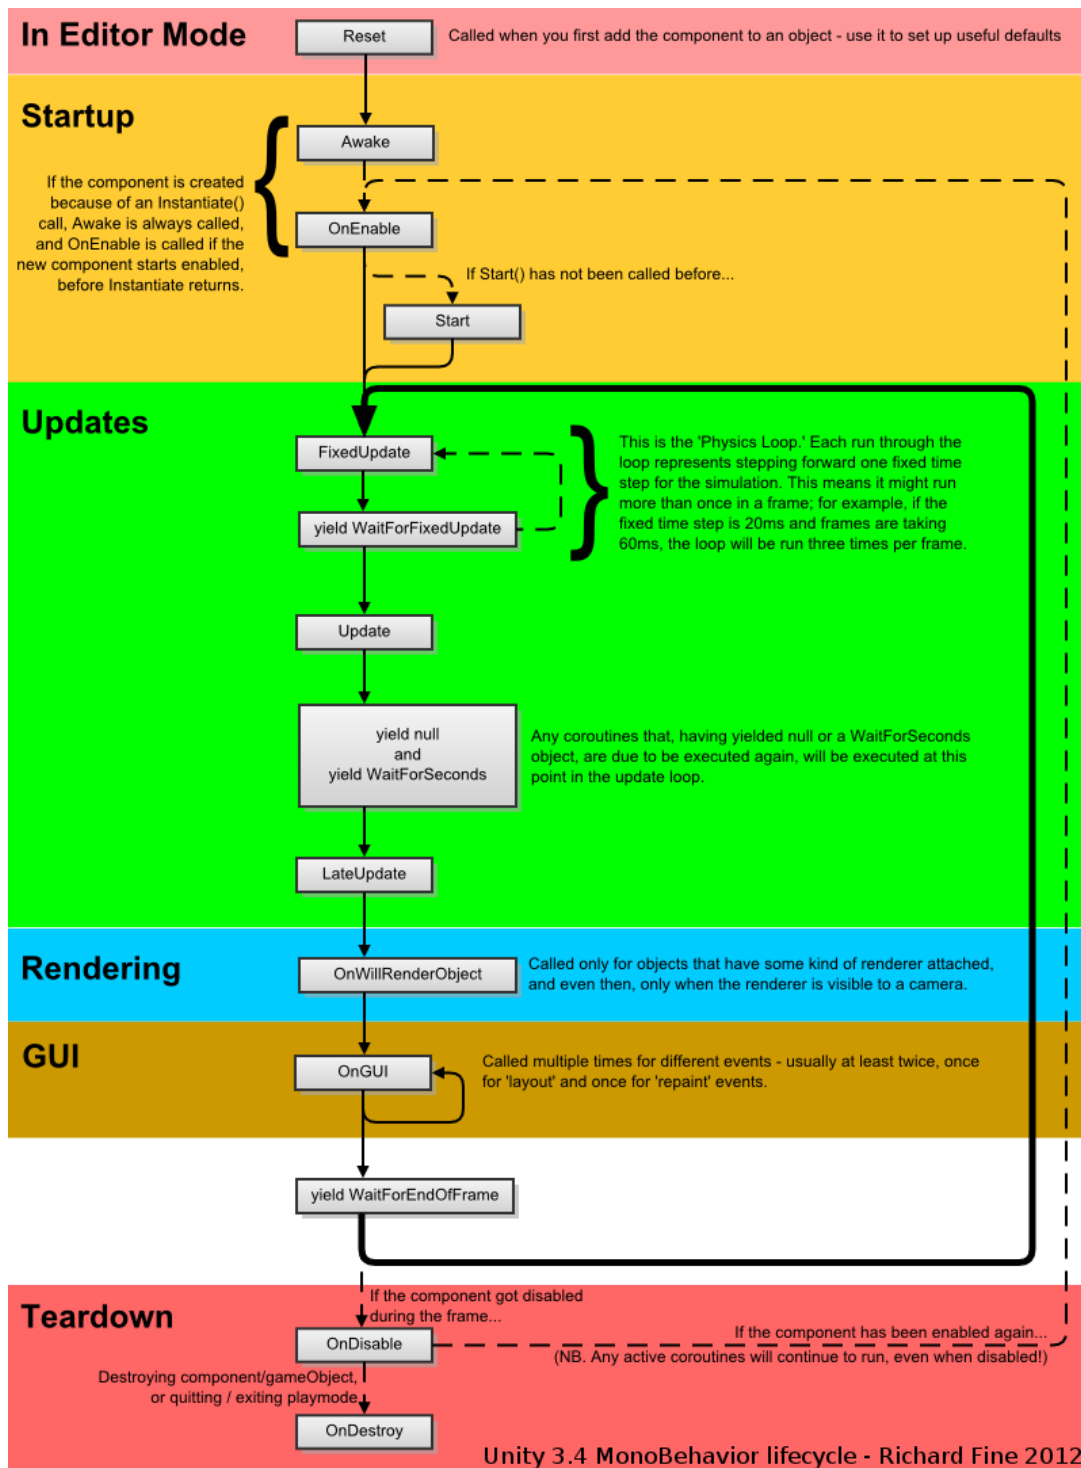 In Editor Mode
Reset
Called when you first add the component to an object - use it to set up useful defaults
Startup
Awake
If the component is created
because of an Instantiate()
call, Awake is always called,
and OnEnable is called if the
new component starts enabled,
before Instantiate returns.
OnEnable
If Start() has not been called before...
Start
Updates
FixedUpdate
This is the 'Physics Loop.' Each run through the
loop represents stepping forward one fixed time
step for the simulation. This means it might run
more than once in a frame; for example, if the
fixed time step is 20ms and frames are taking
60ms, the loop will be run three times per frame.
yield WaitForFixedUpdate
Update
yield null
and
yield WaitForSeconds
Any coroutines that, having yielded null or a WaitForSeconds
object, are due to be executed again, will be executed at this
point in the update loop.
LateUpdate
Rendering
OnWillRenderObject
Called only for objects that have some kind of renderer attached,
and even then, only when the renderer is visible to a camera.
GUI
OnGUI
Called multiple times for different events - usually at least twice, once
for 'layout' and once for 'repaint' events.
yield WaitForEndOfFrame
Teardown
If the component got disabled
during the frame...
OnDisable
If the component has been enabled again...
(NB. Any active coroutines will continue to run, even when disabled!)
Destroying component/gameObject,
or quitting / exiting playmode
OnDestroy
Unity 3.4 MonoBehavior lifecycle - Richard Fine 2012